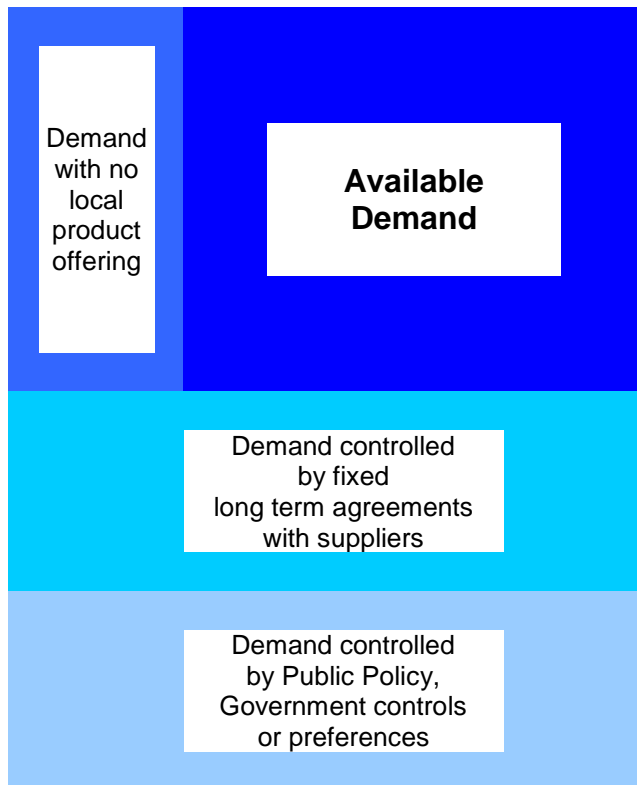 Demand
with no
local
product
offering
Available
Demand
Demand controlled
by fixed
long term agreements
with suppliers
Demand controlled
by Public Policy,
Government controls
or preferences